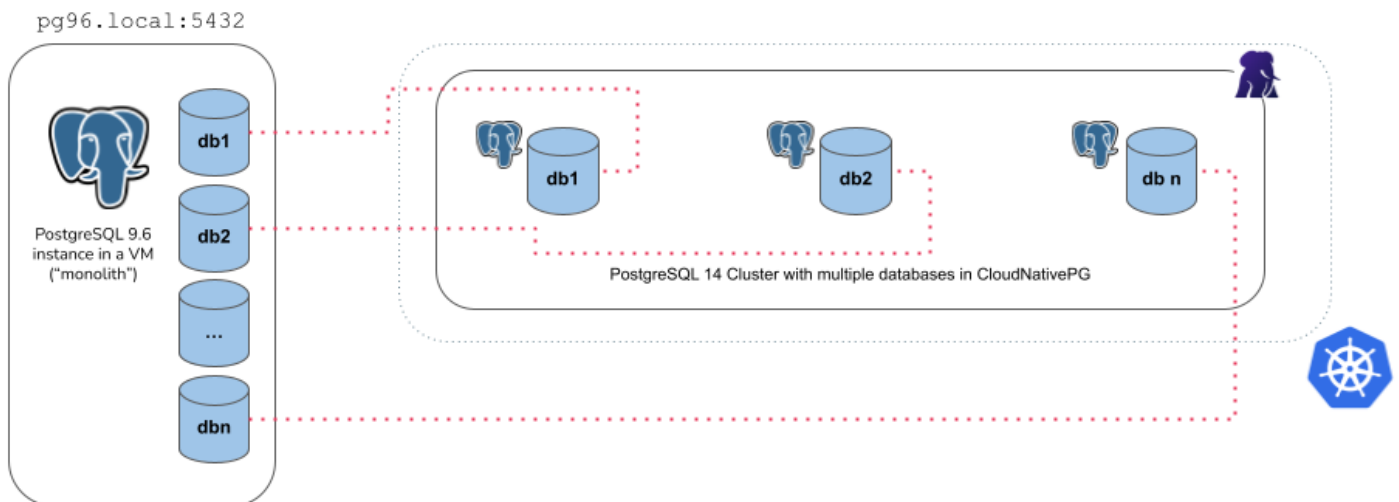 pg96.local:5432
db1
PostgreSQL 9.6
instance in a VM
(“monolith”)
db2
...
dbn
db1
db2
db n
PostgreSQL 14 Cluster with multiple databases in CloudNativePG